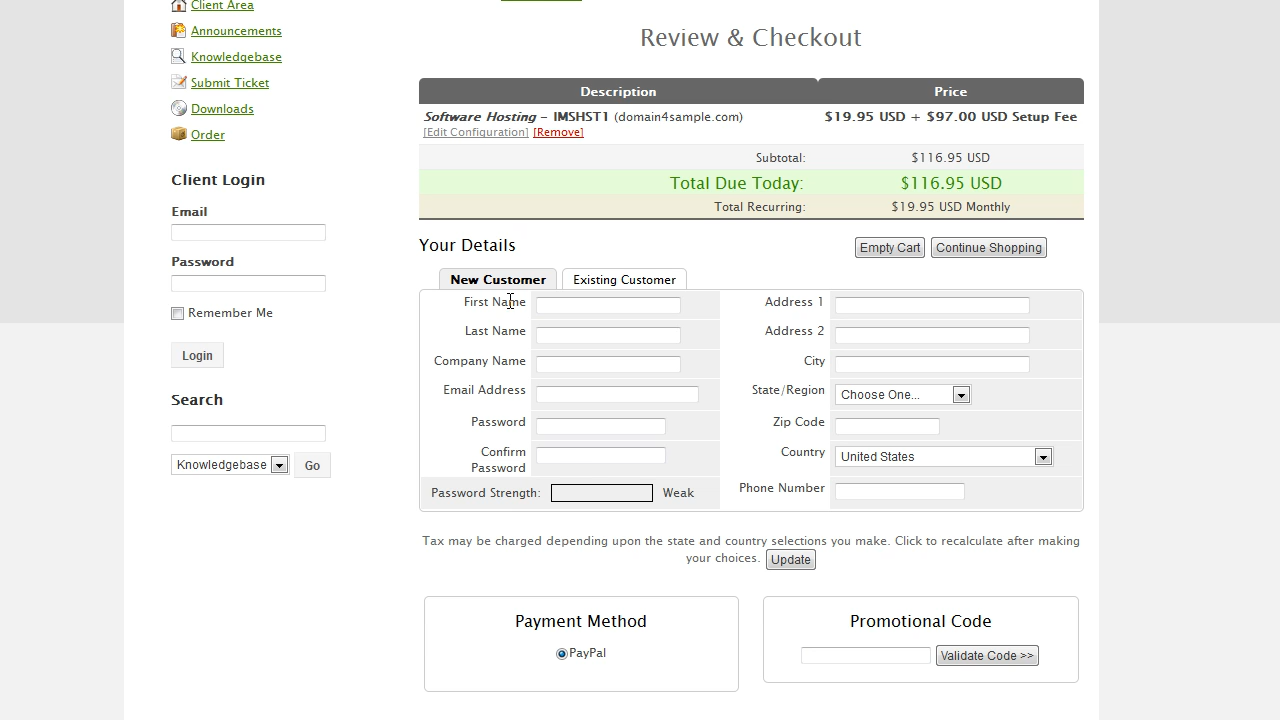 Client Area
Announcements
Knowledgebase
Submit Ticket
Downloads
Order
Client Login
Email
Password
Remember Me
Login
Search
Knowledgebase
Go
Review & Checkout
Description Price
Software Hosting - IMSHST1 (domain4sample.com) $19.95 USD + $97.00 USD Setup Fee
[Edit Configuration] [Remove]
Subtotal: $116.95 USD
Total Due Today: $116.95 USD
Total Recurring: $19.95 USD Monthly
Your Details
Empty Cart Continue Shopping
New Customer Existing Customer
First Name Address 1
Last Name Address 2
Company Name City
Email Address State/Region Choose One...
Password Zip Code
Confirm
Password
Country United States
Password Strength: Weak Phone Number
Tax may be charged depending upon the state and country selections you make. Click to recalculate after making
your choices. Update
Payment Method
PayPal
Promotional Code
Validate Code >>